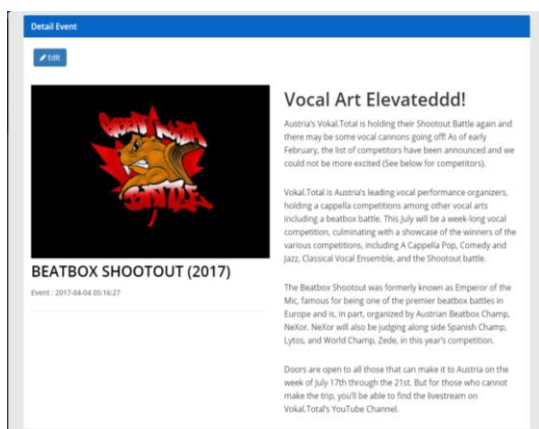 Detail Event
Edit
GREAT NORTH
BATTLE
BEATBOX SHOOTOUT (2017)
Event : 2017-04-04 05:16:27
Vocal Art Elevateddd!
Austria's Vokal.Total is holding their Shootout Battle again and
there may be some vocal cannons going off! As of early
February, the list of competitors have been announced and we
could not be more excited (See below for competitors).
Vokal.Total is Austria's leading vocal performance organizers,
holding a cappella competitions among other vocal arts
including a beatbox battle. This July will be a week-long vocal
competition, culminating with a showcase of the winners of the
various competitions, including A Cappella Pop, Comedy and
Jazz, Classical Vocal Ensemble, and the Shootout battle.
The Beatbox Shootout was formerly known as Emperor of the
Mic, famous for being one of the premier beatbox battles in
Europe and is, in part, organized by Austrian Beatbox Champ,
NeXor. NeXor will also be judging along side Spanish Champ,
Lytos, and World Champ, Zede, in this year's competition.
Doors are open to all those that can make it to Austria on the
week of July 17th through the 21st. But for those who cannot
make the trip, you'll be able to find the livestream on
Vokal.Total's YouTube Channel.